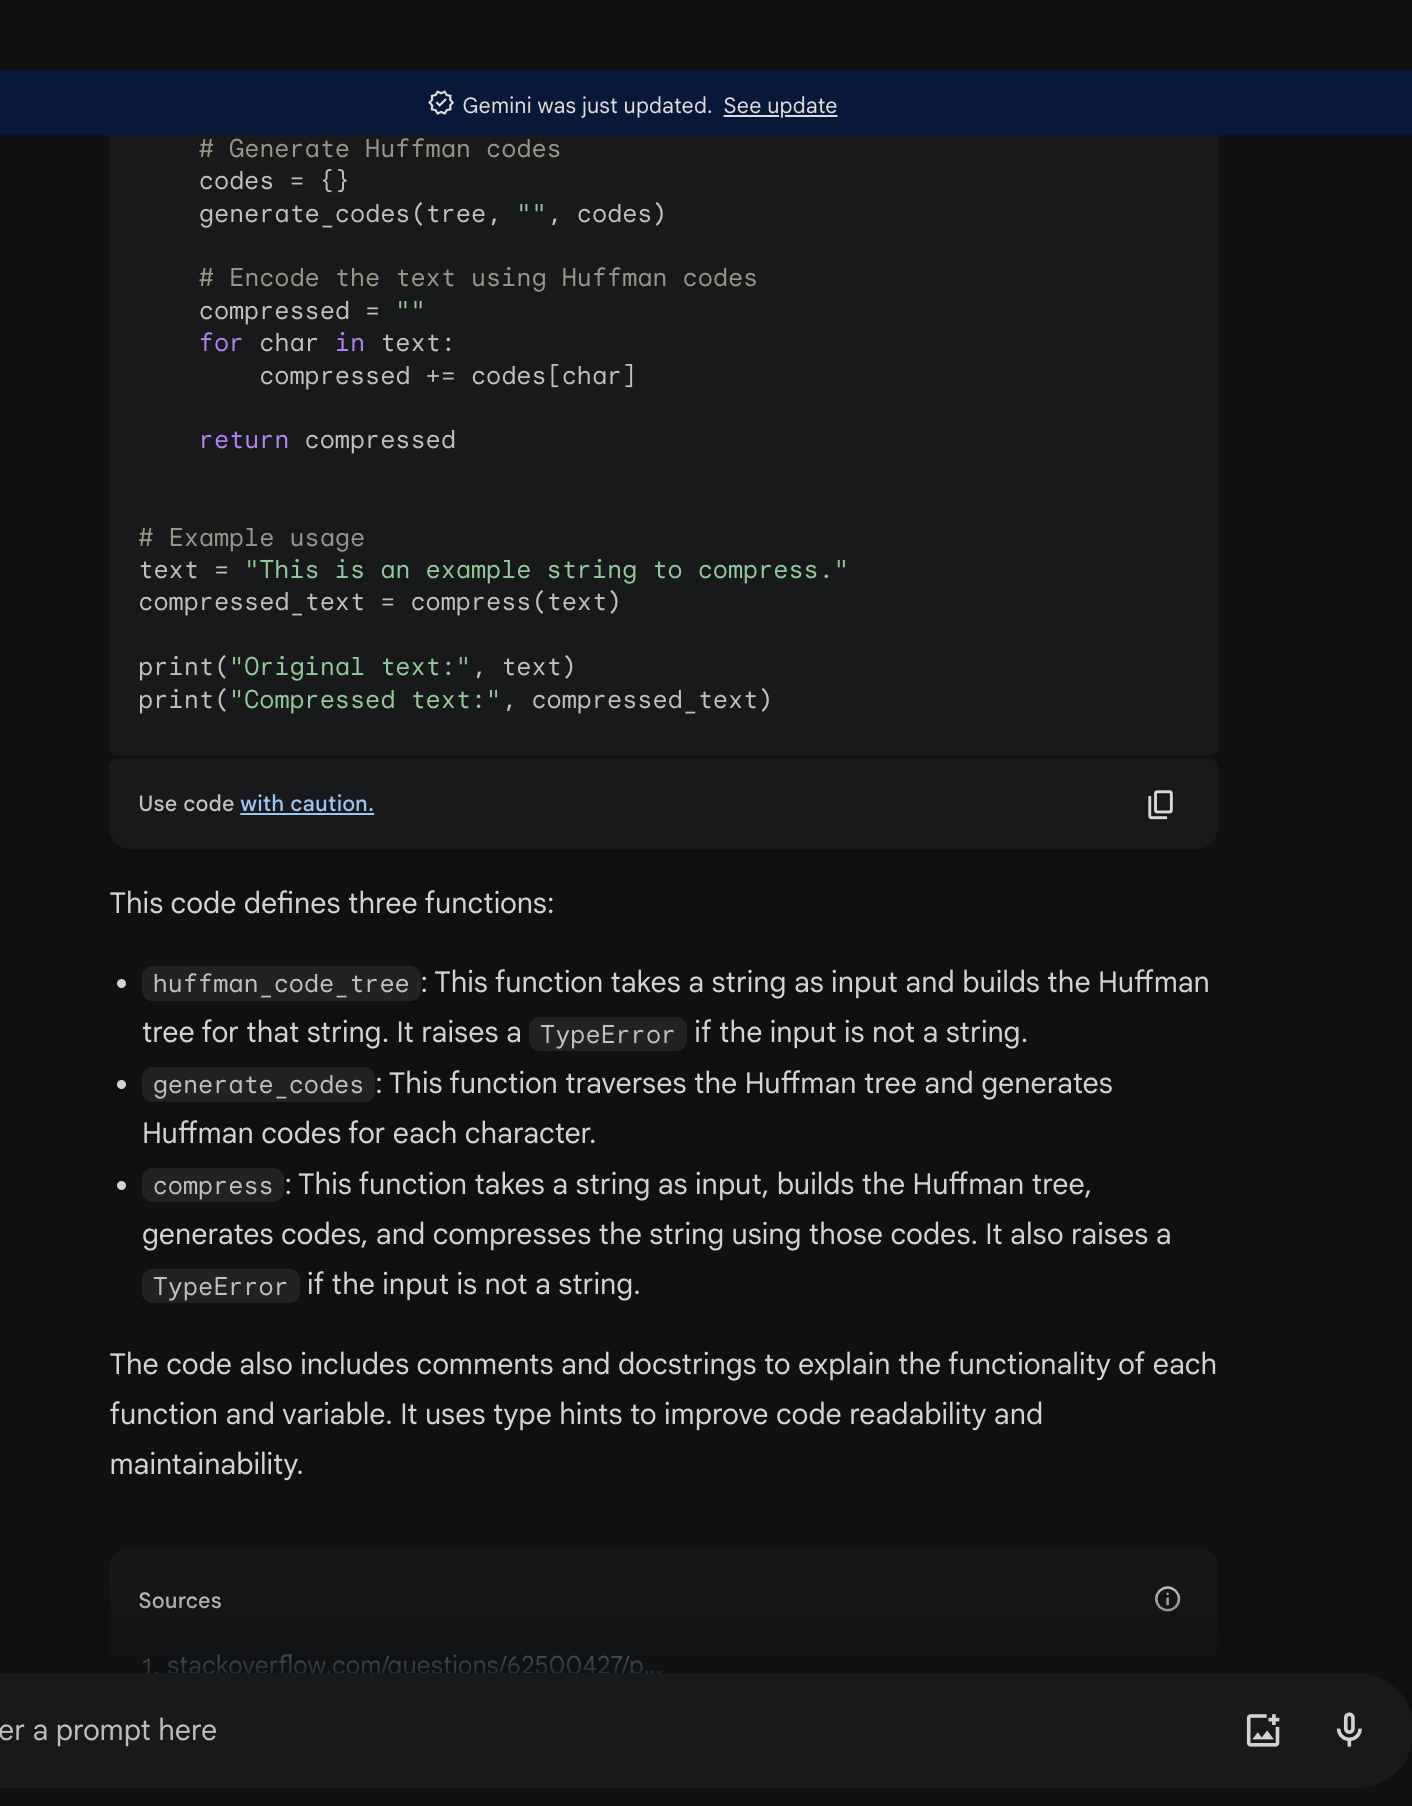 Gemini was just updated. See update
# Generate Huffman codes
codes = {}
generate_codes(tree, "", codes)
# Encode the text using Huffman codes
compressed = ""
for char in text:
compressed += codes[char]
return compressed
# Example usage
text = "This is an example string to compress."
compressed_text = compress(text)
print("Original text:", text)
print("Compressed text:", compressed_text)
Use code with caution.
This code defines three functions:
• huffman_code_tree: This function takes a string as input and builds the Huffman
tree for that string. It raises a TypeError if the input is not a string.
• generate_codes: This function traverses the Huffman tree and generates
Huffman codes for each character.
• compress: This function takes a string as input, builds the Huffman tree,
generates codes, and compresses the string using those codes. It also raises a
TypeError if the input is not a string.
The code also includes comments and docstrings to explain the functionality of each
function and variable. It uses type hints to improve code readability and
maintainability.
Sources
1. stackoverflow.com/questions/62500427/p...
er a prompt here